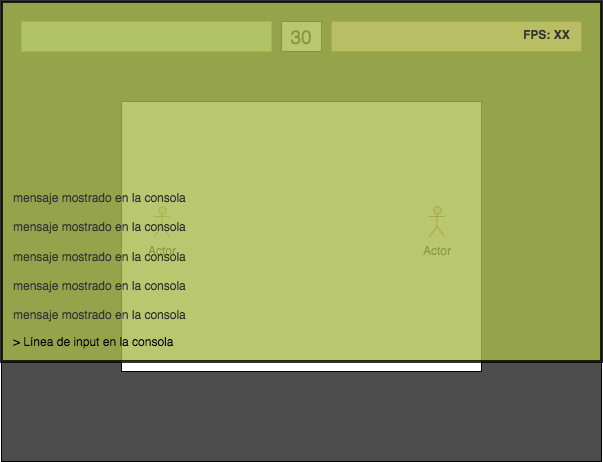 30
FPS: XX
mensaje mostrado en la consola
mensaje mostrado en la consola
Actor
Actor
mensaje mostrado en la consola
mensaje mostrado en la consola
mensaje mostrado en la consola
> Línea de input en la consola